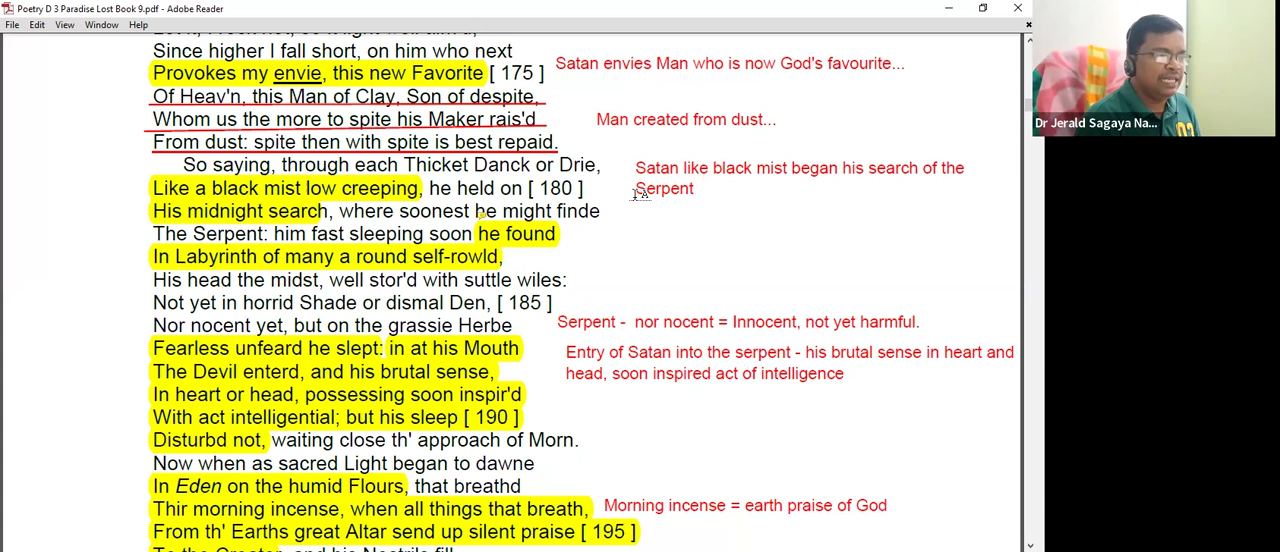 Poetry D 3 Paradise Lost Book 9.pdf - Adobe Reader
File Edit View Window Help
Since higher I fall short, on him who next
Provokes my envie, this new Favorite [ 175 ]
Satan envies Man who is now God's favourite...
Of Heav'n, this Man of Clay, Son of despite,
Whom us the more to spite his Maker rais'd
Man created from dust...
From dust: spite then with spite is best repaid.
So saying, through each Thicket Danck or Drie,
Satan like black mist began his search of the
Serpent
Like a black mist low creeping, he held on [ 180 ]
His midnight search, where soonest he might finde
The Serpent: him fast sleeping soon he found
In Labyrinth of many a round self-rowld,
His head the midst, well stor'd with suttle wiles:
Not yet in horrid Shade or dismal Den, [ 185 ]
Nor nocent yet, but on the grassie Herbe
Serpent - nor nocent = Innocent, not yet harmful.
Fearless unfeard he slept: in at his Mouth
Entry of Satan into the serpent - his brutal sense in heart and
head, soon inspired act of intelligence
The Devil enterd, and his brutal sense,
In heart or head, possessing soon inspir'd
With act intelligential; but his sleep [ 190 ]
Disturbd not, waiting close th' approach of Morn.
Now when as sacred Light began to dawne
In Eden on the humid Flours, that breathd
Thir morning incense, when all things that breath,
Morning incense = earth praise of God
From th' Earths great Altar send up silent praise [ 195 ]
To the Creator, and his Nostrils fill
Dr Jerald Sagaya Na...